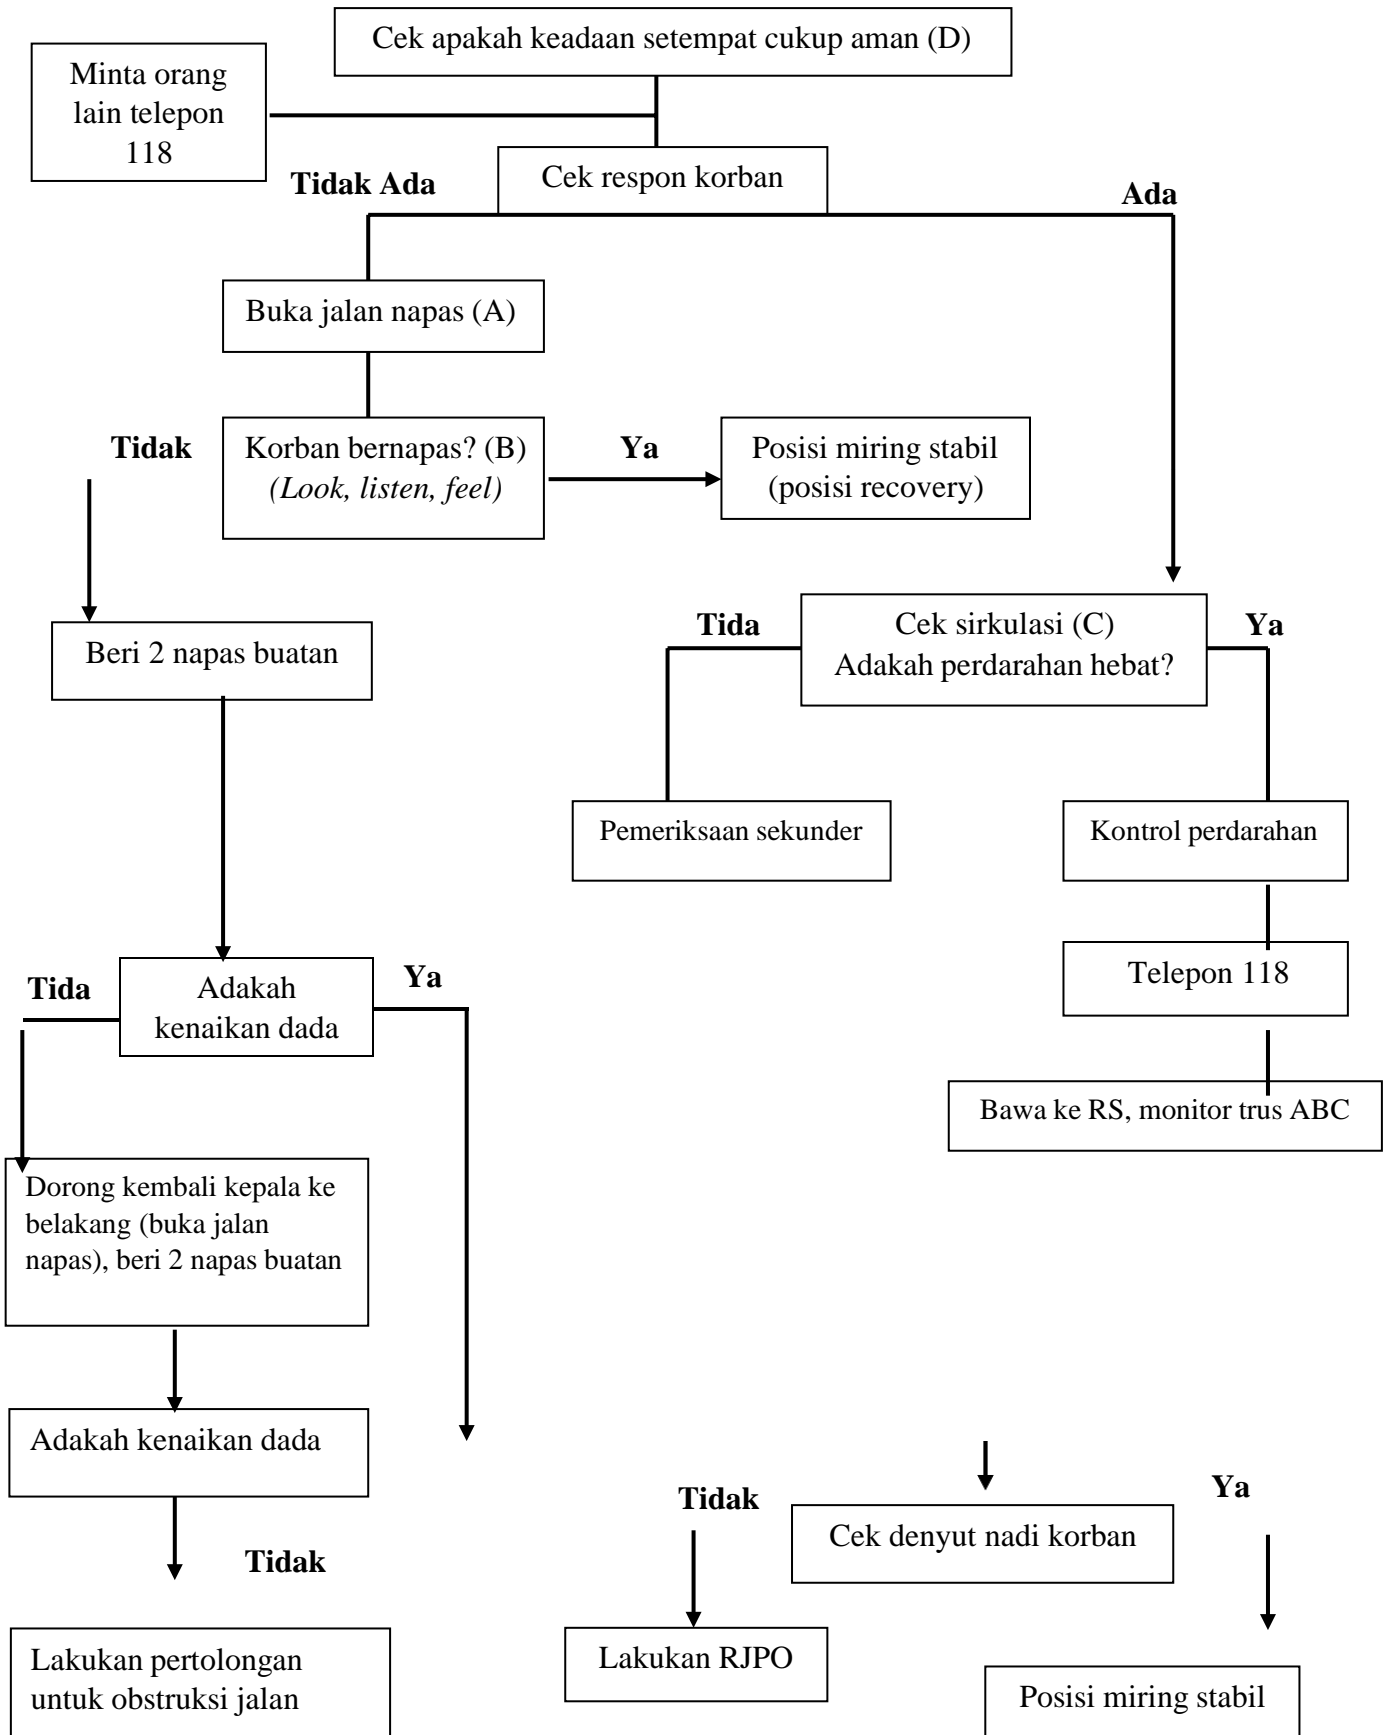 Cek apakah keadaan setempat cukup aman (D)
Minta orang
lain telepon
118
Tidak Ada
Cek respon korban
Ada
Buka jalan napas (A)
Tidak
Korban bernapas? (B)
(Look, listen, feel)
Ya
Posisi miring stabil
(posisi recovery)
Beri 2 napas buatan
Tida
Cek sirkulasi (C)
Adakah perdarahan hebat?
Ya
Pemeriksaan sekunder
Kontrol perdarahan
Telepon 118
Bawa ke RS, monitor trus ABC
Tida
Adakah
kenaikan dada
Ya
Dorong kembali kepala ke
belakang (buka jalan
napas), beri 2 napas buatan
Adakah kenaikan dada
Tidak
Lakukan pertolongan
untuk obstruksi jalan
Tidak
Cek denyut nadi korban
Ya
Lakukan RJPO
Posisi miring stabil